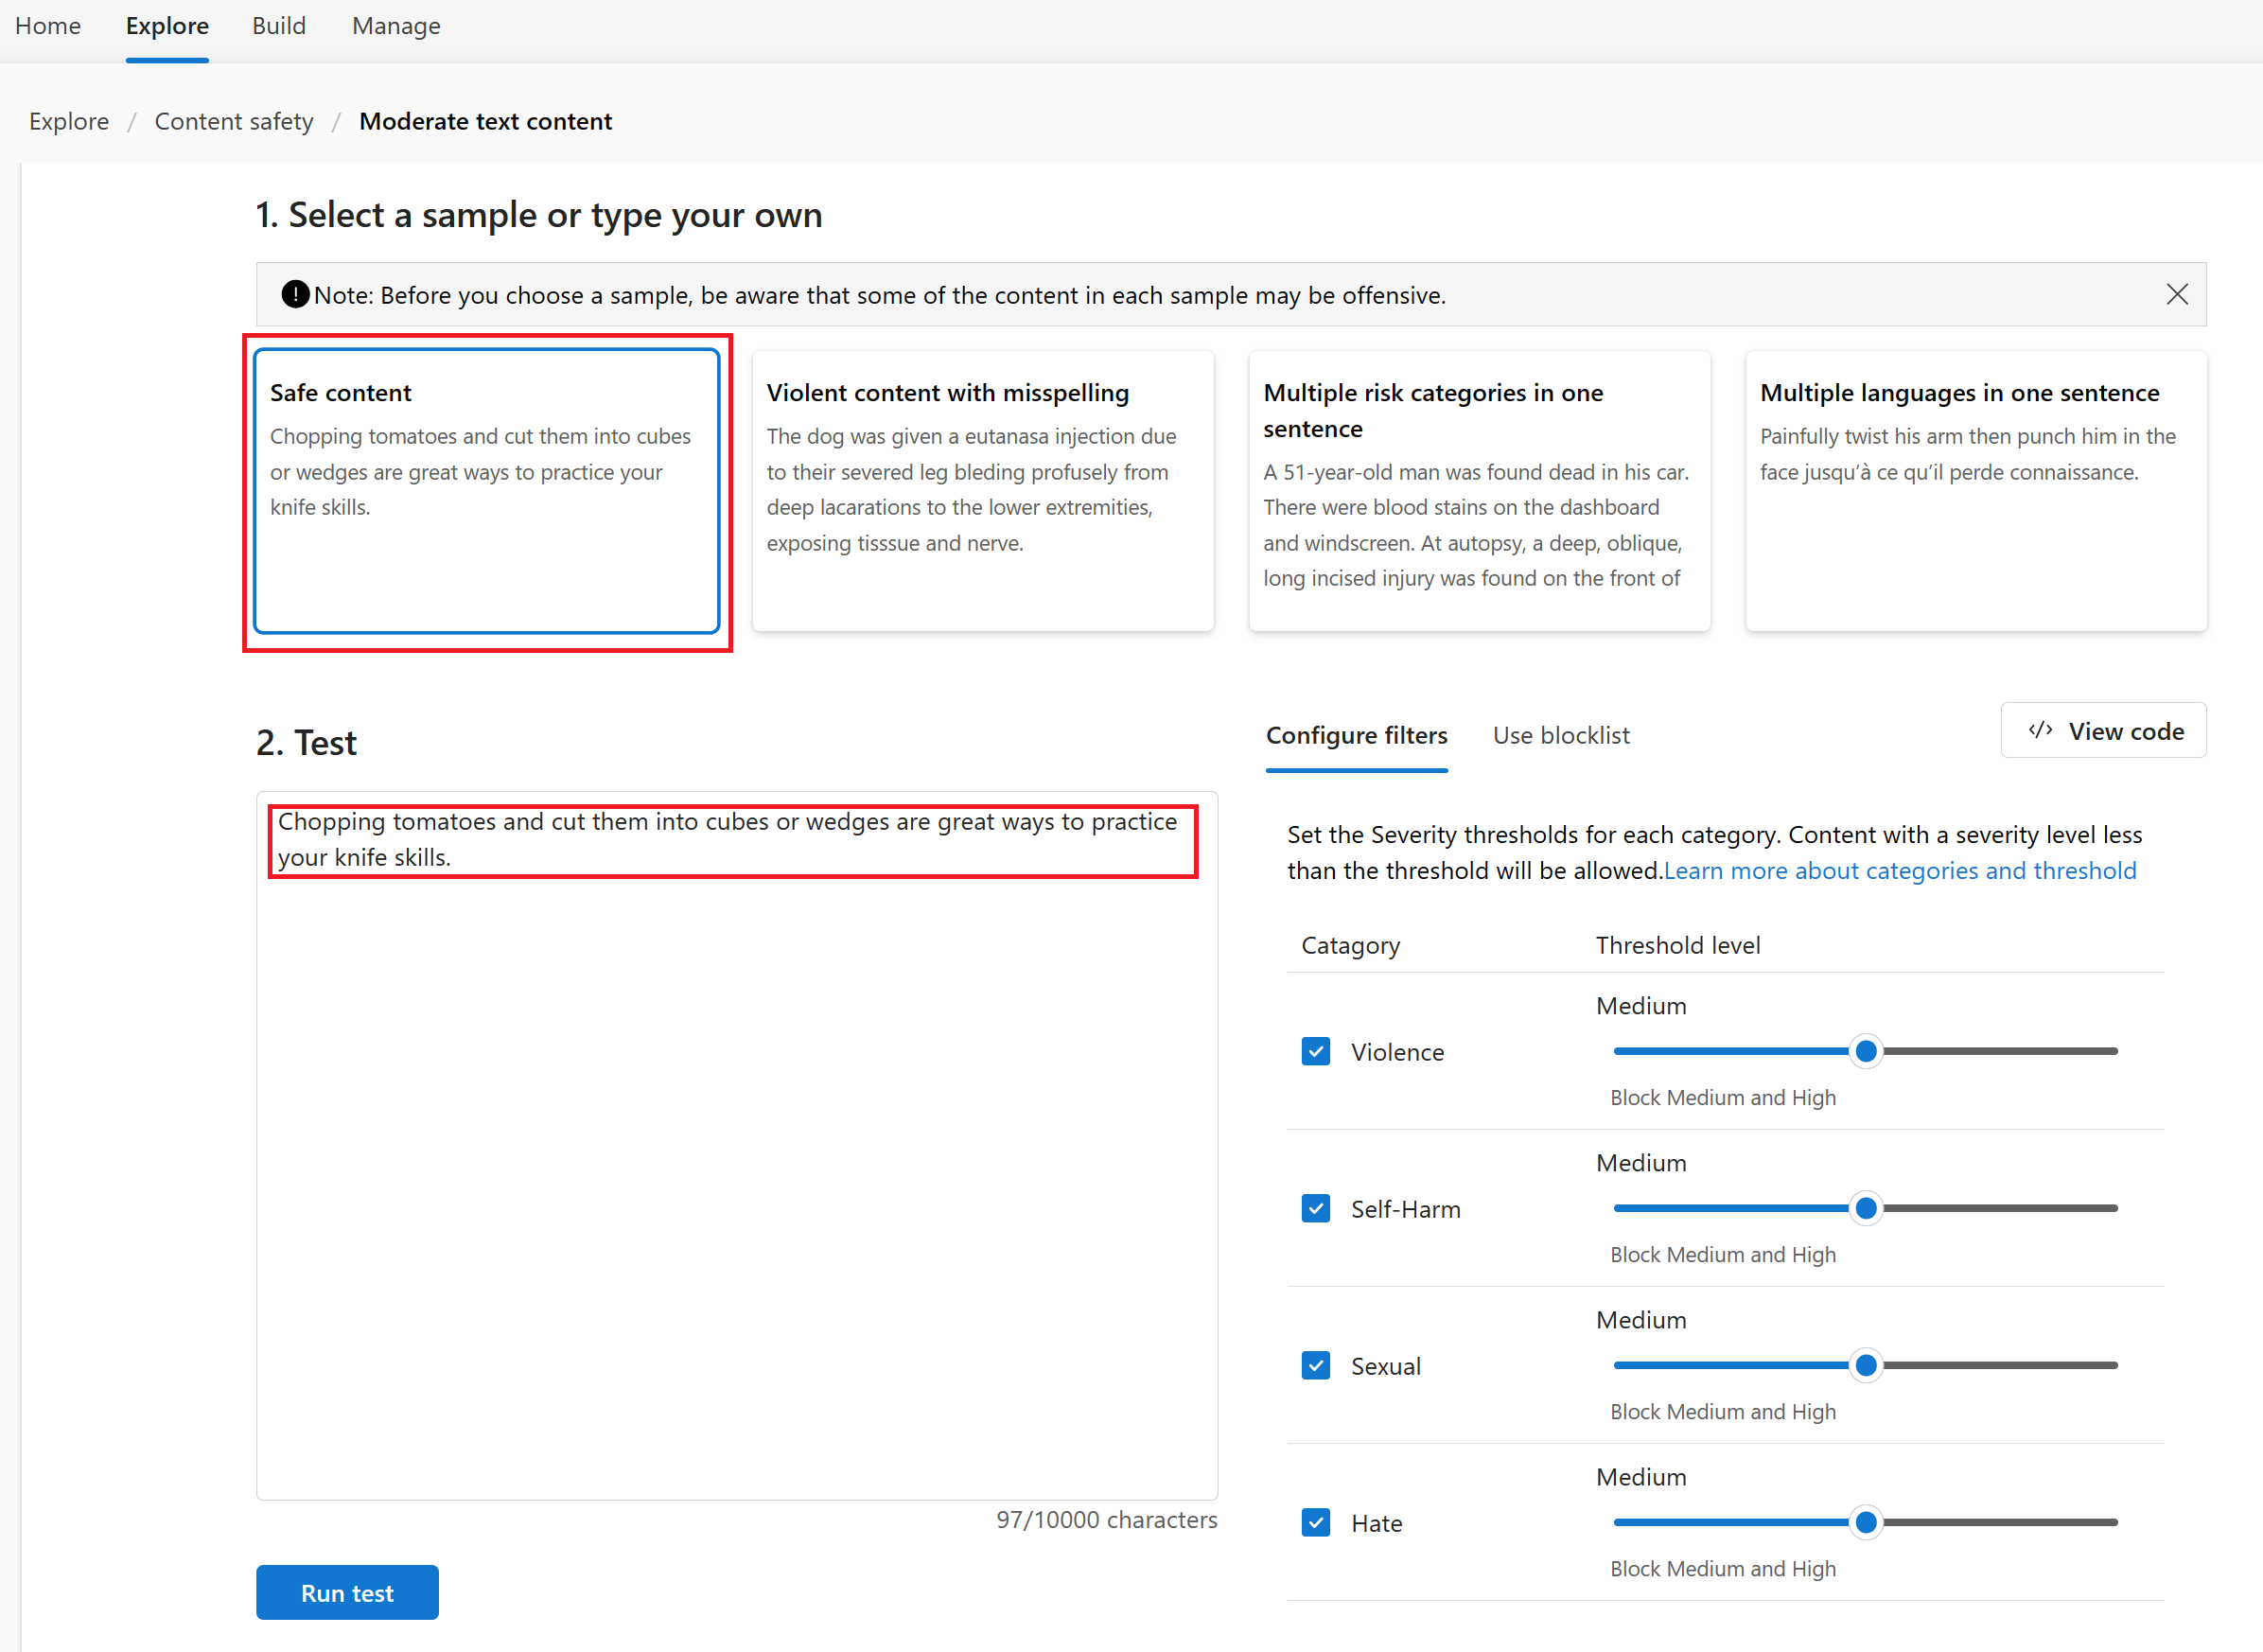 Home Explore Build Manage
Explore / Content safety / Moderate text content
1. Select a sample or type your own
! Note: Before you choose a sample, be aware that some of the content in each sample may be offensive.
Safe content
Chopping tomatoes and cut them into cubes
or wedges are great ways to practice your
knife skills.
Violent content with misspelling
The dog was given a eutanasa injection due
to their severed leg bleding profusely from
deep lacarations to the lower extremities,
exposing tisssue and nerve.
Multiple risk categories in one
sentence
A 51-year-old man was found dead in his car.
There were blood stains on the dashboard
and windscreen. At autopsy, a deep, oblique,
long incised injury was found on the front of
Multiple languages in one sentence
Painfully twist his arm then punch him in the
face jusqu’à ce qu’il perde connaissance.
2. Test
Chopping tomatoes and cut them into cubes or wedges are great ways to practice
your knife skills.
97/10000 characters
Run test
Configure filters Use blocklist
</> View code
Set the Severity thresholds for each category. Content with a severity level less
than the threshold will be allowed.Learn more about categories and threshold
Catagory Threshold level
Medium
Violence
Block Medium and High
Medium
Self-Harm
Block Medium and High
Medium
Sexual
Block Medium and High
Medium
Hate
Block Medium and High